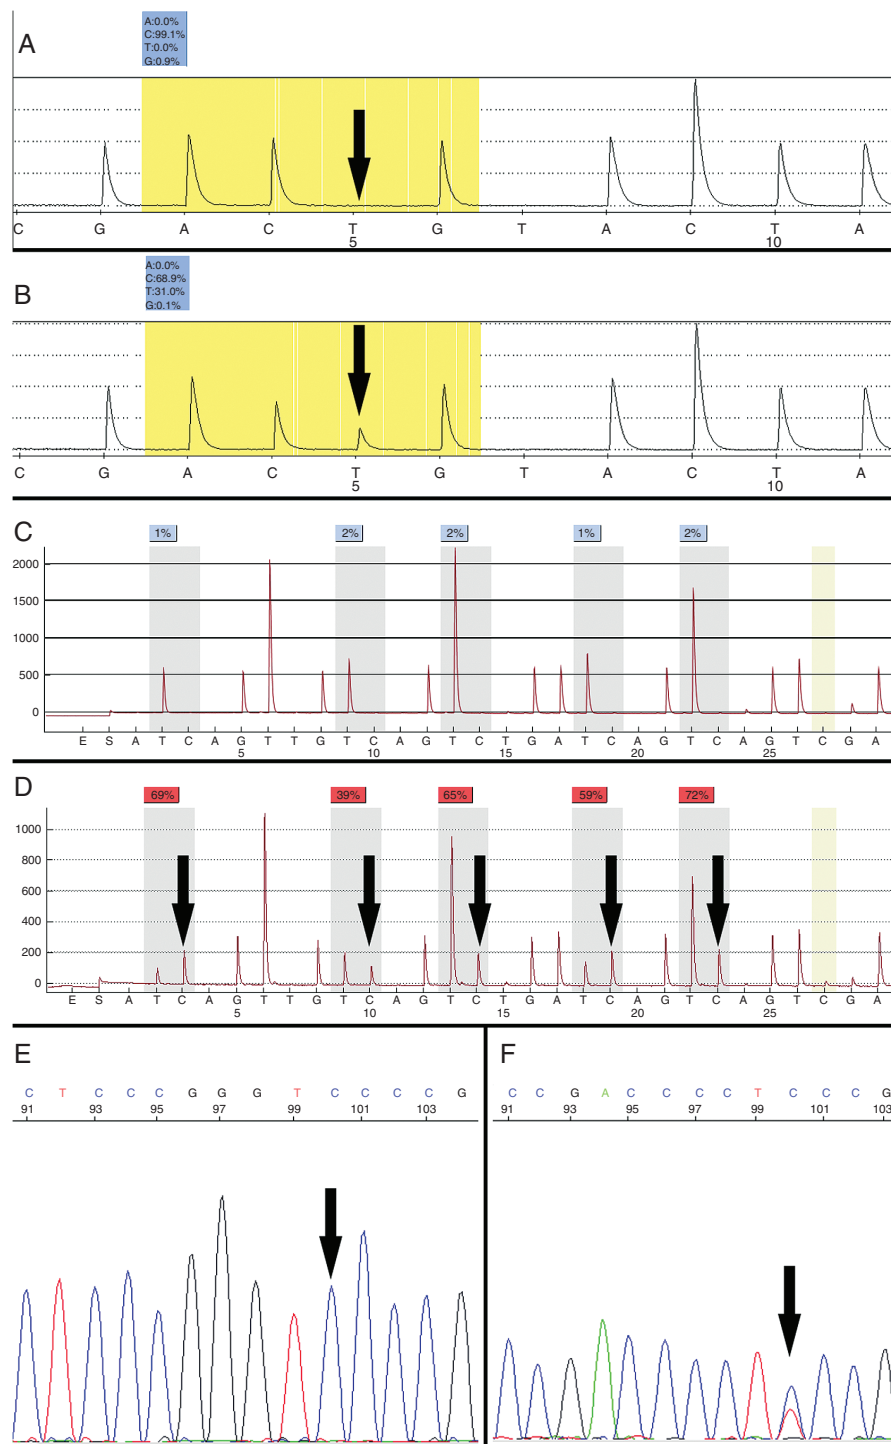 A
A:0.0%
C:99.1%
T:0.0%
G:0.9%
C G A C T G T A C T A
5 10
B
A:0.0%
C:68.9%
T:31.0%
G:0.1%
C G A C T G T A C T A
5 10
C
1% 2% 2% 1% 2%
2000
1500
1000
500
0
E S A T C A G T T G T C A G T C T G A T C A G T C A G T C G A
5 10 15 20 25
D
69% 39% 65% 59% 72%
1000
800
600
400
200
0
E S A T C A G T T G T C A G T C T G A T C A G T C A G T C G A
5 10 15 20 25
E
C T C C C G G G T C C C C G
91 93 95 97 99 101 103
F
C C G A C C C C T C C C G
91 93 95 97 99 101 103